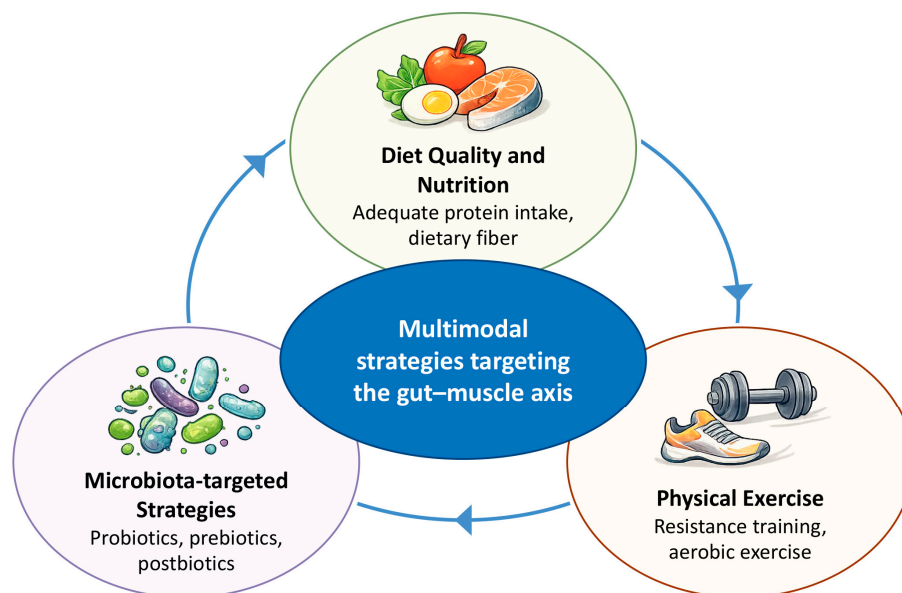 Diet Quality and
Nutrition
Adequate protein intake,
dietary fiber
Multimodal
strategies targeting
the gut–muscle axis
Microbiota-targeted
Strategies
Probiotics, prebiotics,
postbiotics
Physical Exercise
Resistance training,
aerobic exercise